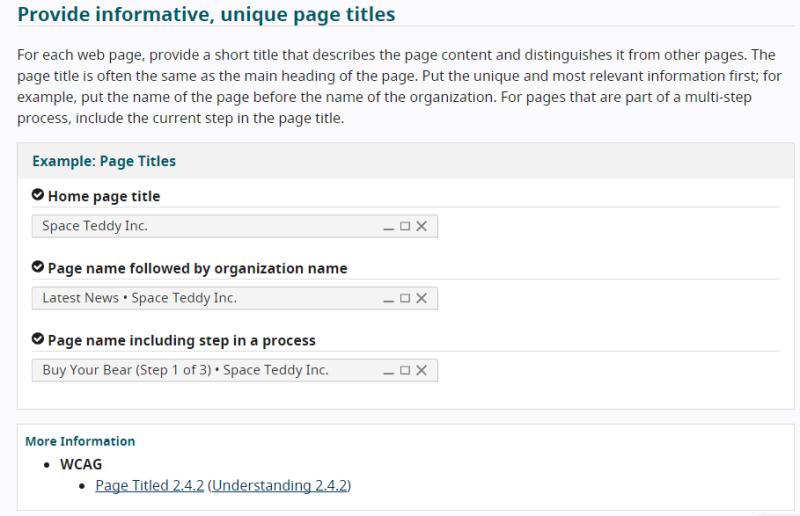 Provide informative, unique page titles
For each web page, provide a short title that describes the page content and distinguishes it from other pages. The
page title is often the same as the main heading of the page. Put the unique and most relevant information first; for
example, put the name of the page before the name of the organization. For pages that are part of a multi-step
process, include the current step in the page title.
Example: Page Titles
Home page title
Space Teddy Inc.
Page name followed by organization name
Latest News • Space Teddy Inc.
Page name including step in a process
Buy Your Bear (Step 1 of 3) • Space Teddy Inc.
More Information
• WCAG
• Page Titled 2.4.2 (Understanding 2.4.2)